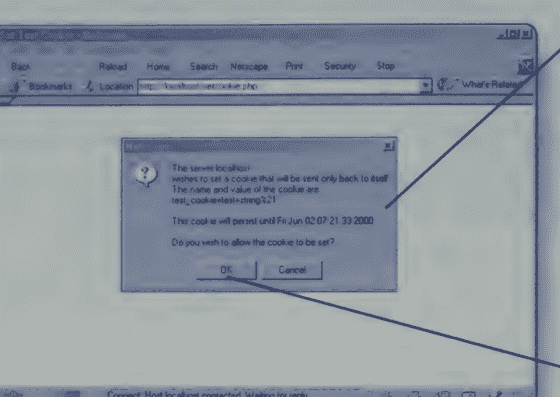 Back Reload Home Search Netscape Print Security Stop
Bookmarks Location What's Related
The server localhost
wishes to set a cookie that will be sent only back to itself
The name and value of the cookie are
test_cookie=test+string%21
This cookie will persist until Fri Jun 02 07:21:33 2000
Do you wish to allow the cookie to be set?
OK Cancel
Connect: Host localhost contacted. Waiting for reply